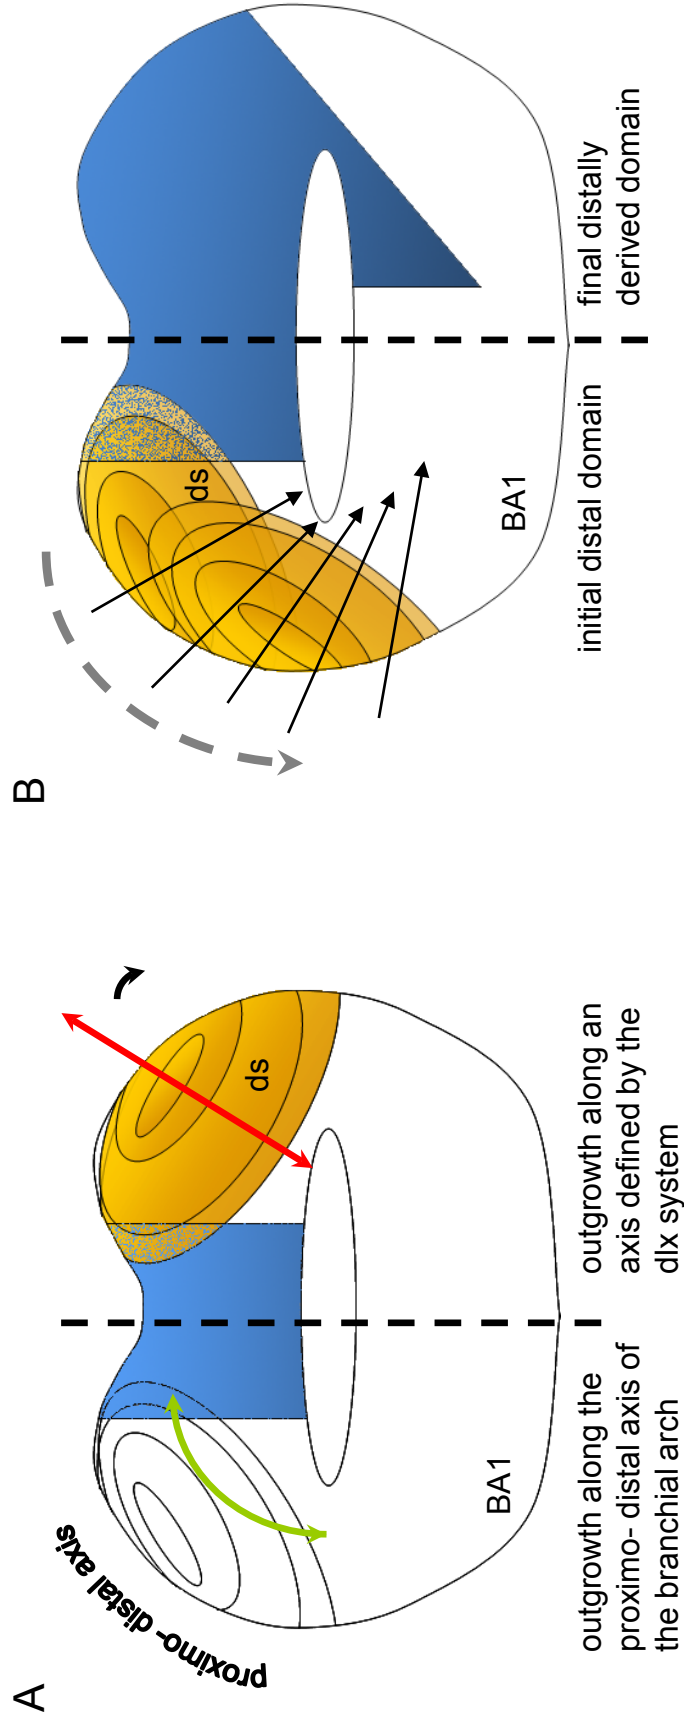 A
proximo-distal axis
ds
BA1
outgrowth along the
proximo- distal axis of
the branchial arch
outgrowth along an
axis defined by the
dlx system
B
ds
BA1
initial distal domain
final distally
derived domain